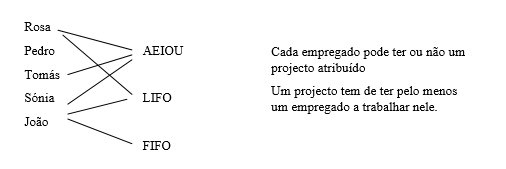 Rosa
Pedro
Tomás
Sónia
João
AEIOU
LIFO
FIFO
Cada empregado pode ter ou não um
projecto atribuído
Um projecto tem de ter pelo menos
um empregado a trabalhar nele.